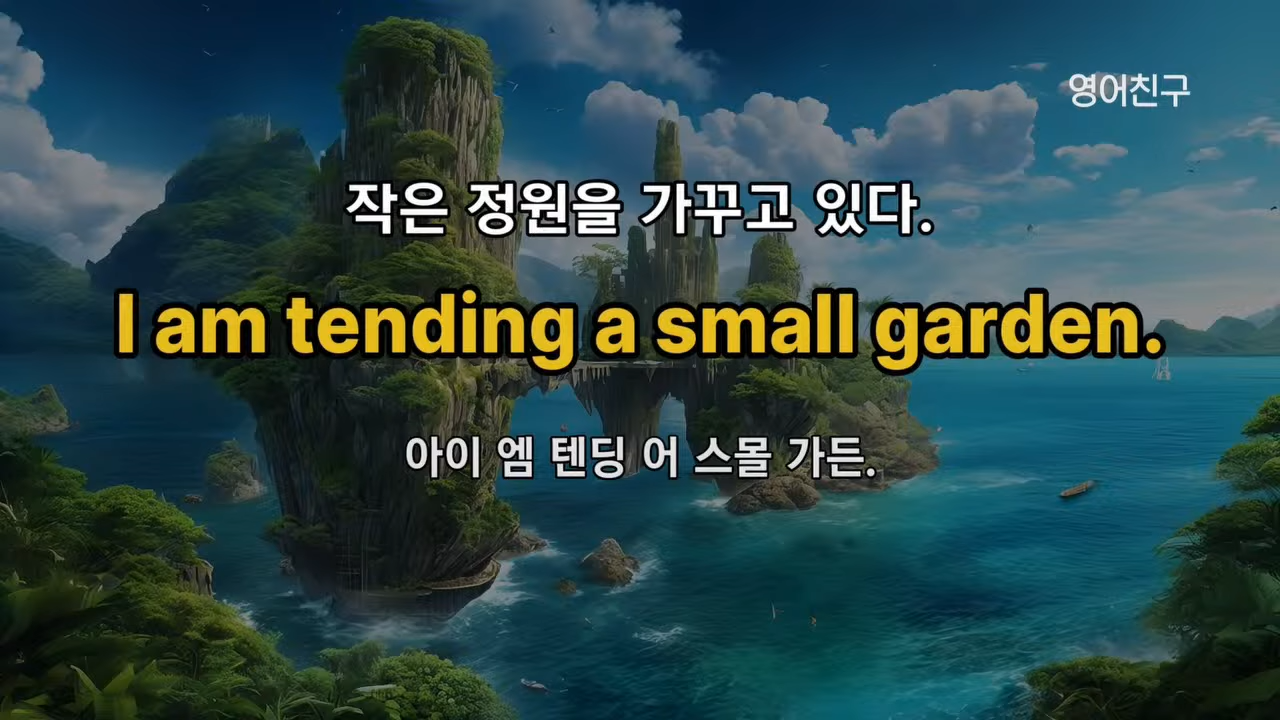 영어친구
작은 정원을 가꾸고 있다.
I am tending a small garden.
아이 엠 텐딩 어 스몰 가든.